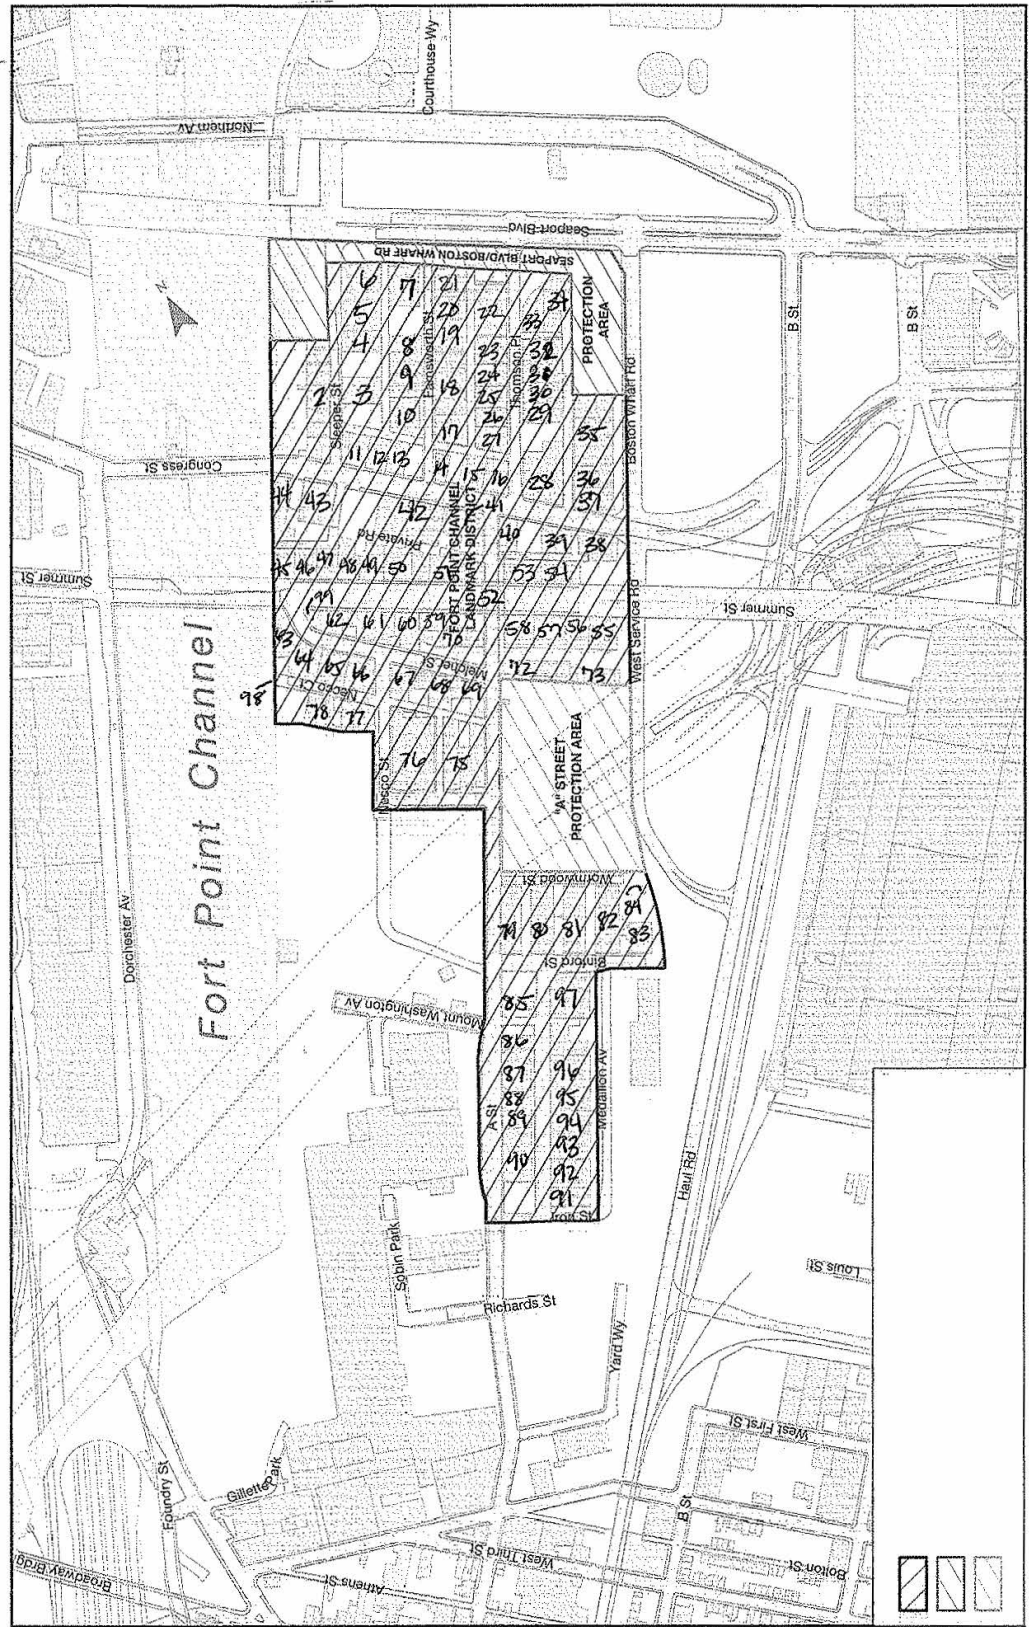 Courthouse Wy
Northern Av
Seaport Blvd
SEAPORT BLVD/BOSTON WHARF RD
PROTECTION
AREA
N
B St
B St
6
7
21
5
20
22
34
4
19
33
8
23
32
9
18
24
2
3
25
30
10
26
29
17
27
35
Sleeper St
Farnsworth St
Thomson Pl
Boston Wharf Rd
Congress St
11 12 13
14
15
16
28
36
37
44
43
42
41
FORT POINT CHANNEL
LANDMARK DISTRICT
Private Rd
40
39
38
45 46 47 48 49 50
51
53 54
Summer St
Summer St
52
99
62
61
60
59
58
57
56
55
63
70
64
65
66
67
68
69
72
73
Melcher St
Necco Ct
West Service Rd
98
78
77
76
75
Necco St
"A" STREET
PROTECTION AREA
Fort Point Channel
Dorchester Av
Wormwood St
79
80
81
82
84
83
Binford St
Mount Washington Av
85
97
86
87
96
88
95
89
94
93
90
92
91
A St
Medallion Av
Iron St
Haul Rd
Sobin Park
Richards St
Yard Wy
Louis St
West First St
Foundry St
Gillette Park
B St
Bolton St
West Third St
Athens St
Broadway Brdg